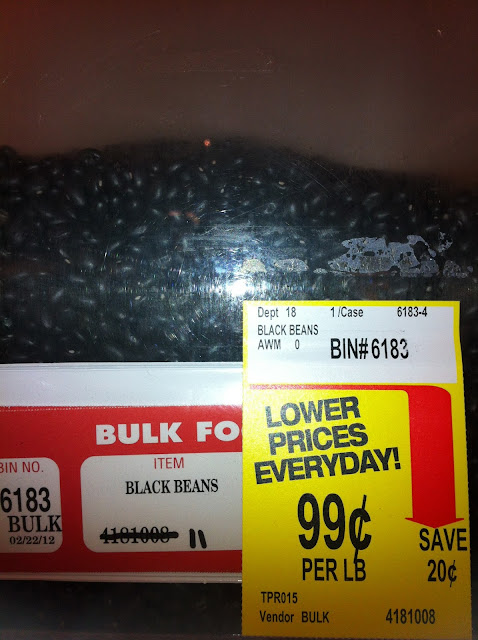 Dept 18 1/Case 6183-4
BLACK BEANS
AWM 0 BIN#6183
LOWER
PRICES
EVERYDAY!
99¢
PER LB
SAVE
20¢
TPR015
Vendor BULK 4181008
BULK FO
BIN NO.
6183
BULK
02/22/12
ITEM
BLACK BEANS
4181008 11